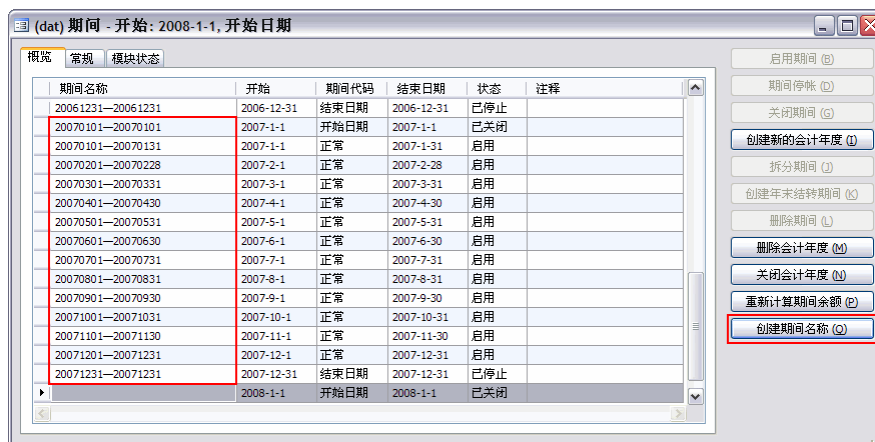 (dat) 期间 - 开始: 2008-1-1, 开始日期
概览 常规 模块状态
期间名称 开始 期间代码 结束日期 状态 注释
20061231—20061231 2006-12-31 结束日期 2006-12-31 已停止
20070101—20070101 2007-1-1 开始日期 2007-1-1 已关闭
20070101—20070131 2007-1-1 正常 2007-1-31 启用
20070201—20070228 2007-2-1 正常 2007-2-28 启用
20070301—20070331 2007-3-1 正常 2007-3-31 启用
20070401—20070430 2007-4-1 正常 2007-4-30 启用
20070501—20070531 2007-5-1 正常 2007-5-31 启用
20070601—20070630 2007-6-1 正常 2007-6-30 启用
20070701—20070731 2007-7-1 正常 2007-7-31 启用
20070801—20070831 2007-8-1 正常 2007-8-31 启用
20070901—20070930 2007-9-1 正常 2007-9-30 启用
20071001—20071031 2007-10-1 正常 2007-10-31 启用
20071101—20071130 2007-11-1 正常 2007-11-30 启用
20071201—20071231 2007-12-1 正常 2007-12-31 启用
20071231—20071231 2007-12-31 结束日期 2007-12-31 已停止
2008-1-1 开始日期 2008-1-1 已关闭
启用期间 (B)
期间停帐 (D)
关闭期间 (G)
创建新的会计年度 (I)
拆分期间 (J)
创建年末结转期间 (K)
删除期间 (L)
删除会计年度 (M)
关闭会计年度 (N)
重新计算期间余额 (P)
创建期间名称 (Q)